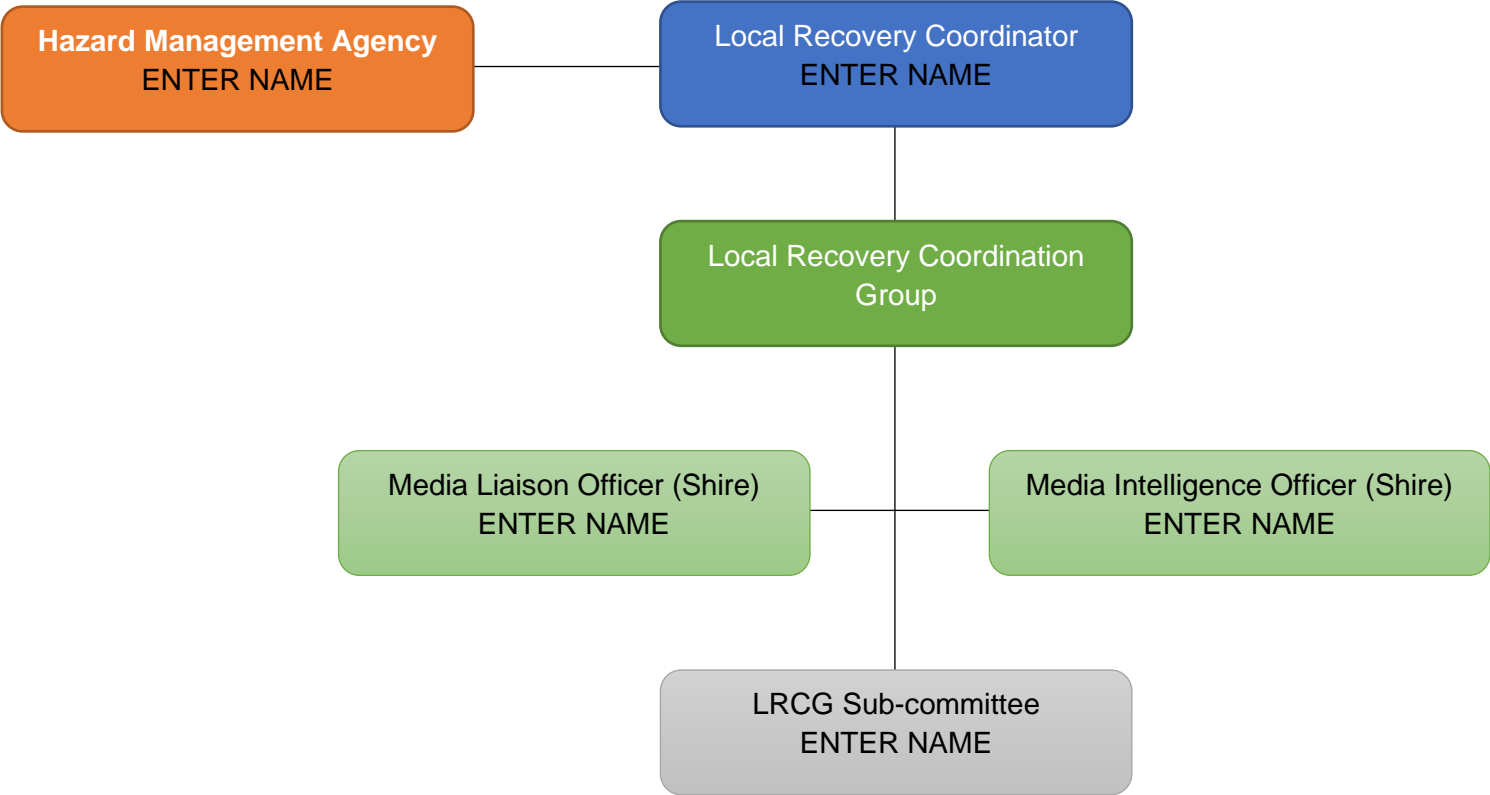 Hazard Management Agency
ENTER NAME
Local Recovery Coordinator
ENTER NAME
Local Recovery Coordination
Group
Media Liaison Officer (Shire)
ENTER NAME
Media Intelligence Officer (Shire)
ENTER NAME
LRCG Sub-committee
ENTER NAME